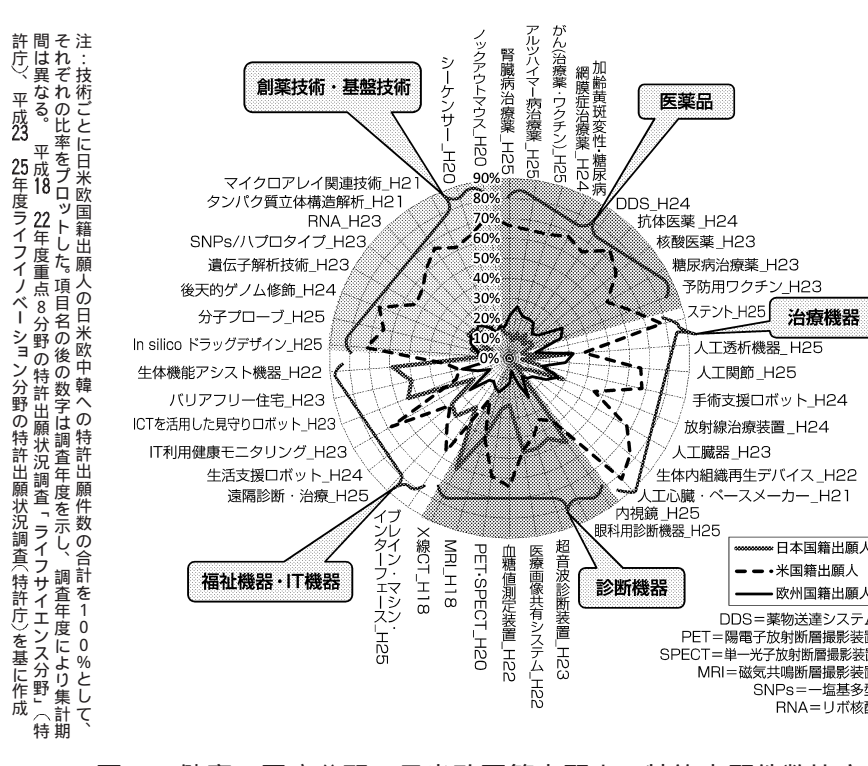 注:技術ごとに日米欧国籍出願人の日米欧中韓への特許出願件数の合計を100%として、
それぞれの比率をプロットした。項目名の後の数字は調査年度を示し、調査年度により集計期
間は異なる。 平成18 22年度重点8分野の特許出願状況調査「ライフサイエンス分野」(特
許庁)、平成23 25年度ライフイノベーション分野の特許出願状況調査(特許庁)を基に作成
創薬技術・基盤技術
シーケンサー_H20
ノックアウトマウス_H20
腎臓病治療薬_H25
アルツハイマー病治療薬_H25
がん(治療薬・ワクチン)_H25
加齢黄斑変性・糖尿病
網膜症治療薬_H24
医薬品
マイクロアレイ関連技術_H21
タンパク質立体構造解析_H21
RNA_H23
SNPs/ハプロタイプ_H23
遺伝子解析技術_H23
後天的ゲノム修飾_H24
分子プローブ_H25
In silico ドラッグデザイン_H25
生体機能アシスト機器_H22
バリアフリー住宅_H23
ICTを活用した見守りロボット_H23
IT利用健康モニタリング_H23
生活支援ロボット_H24
遠隔診断・治療_H25
90%
80%
70%
60%
50%
40%
30%
20%
10%
0%
DDS_H24
抗体医薬_H24
核酸医薬_H23
糖尿病治療薬_H23
予防用ワクチン_H23
ステント_H25
治療機器
人工透析機器_H25
人工関節_H25
手術支援ロボット_H24
放射線治療装置_H24
人工臓器_H23
生体内組織再生デバイス_H22
人工心臓・ペースメーカー_H21
内視鏡_H25
眼科用診断機器_H25
福祉機器・IT機器
ブレイン・マシン・
インターフェース_H25
X線CT_H18
MRI_H18
PET・SPECT_H20
血糖値測定装置_H22
医療画像共有システム_H22
超音波診断装置_H23
診断機器
日本国籍出願人
米国籍出願人
欧州国籍出願人
DDS=薬物送達システム
PET=陽電子放射断層撮影装置
SPECT=単一光子放射断層撮影装置
MRI=磁気共鳴断層撮影装置
SNPs=一塩基多型
RNA=リボ核酸